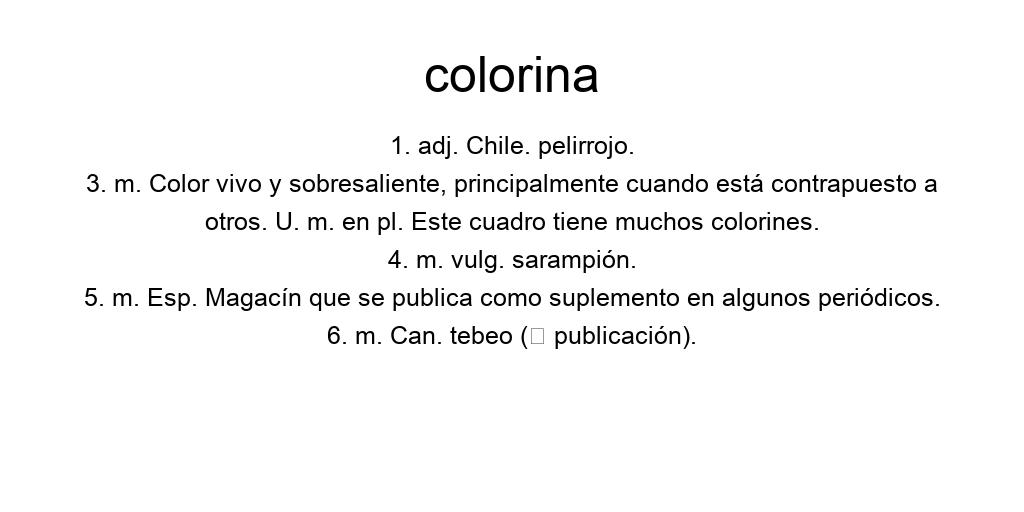 colorina
1. adj. Chile. pelirrojo.
3. m. Color vivo y sobresaliente, principalmente cuando está contrapuesto a
otros. U. m. en pl. Este cuadro tiene muchos colorines.
4. m. vulg. sarampión.
5. m. Esp. Magacín que se publica como suplemento en algunos periódicos.
6. m. Can. tebeo (▯ publicación).